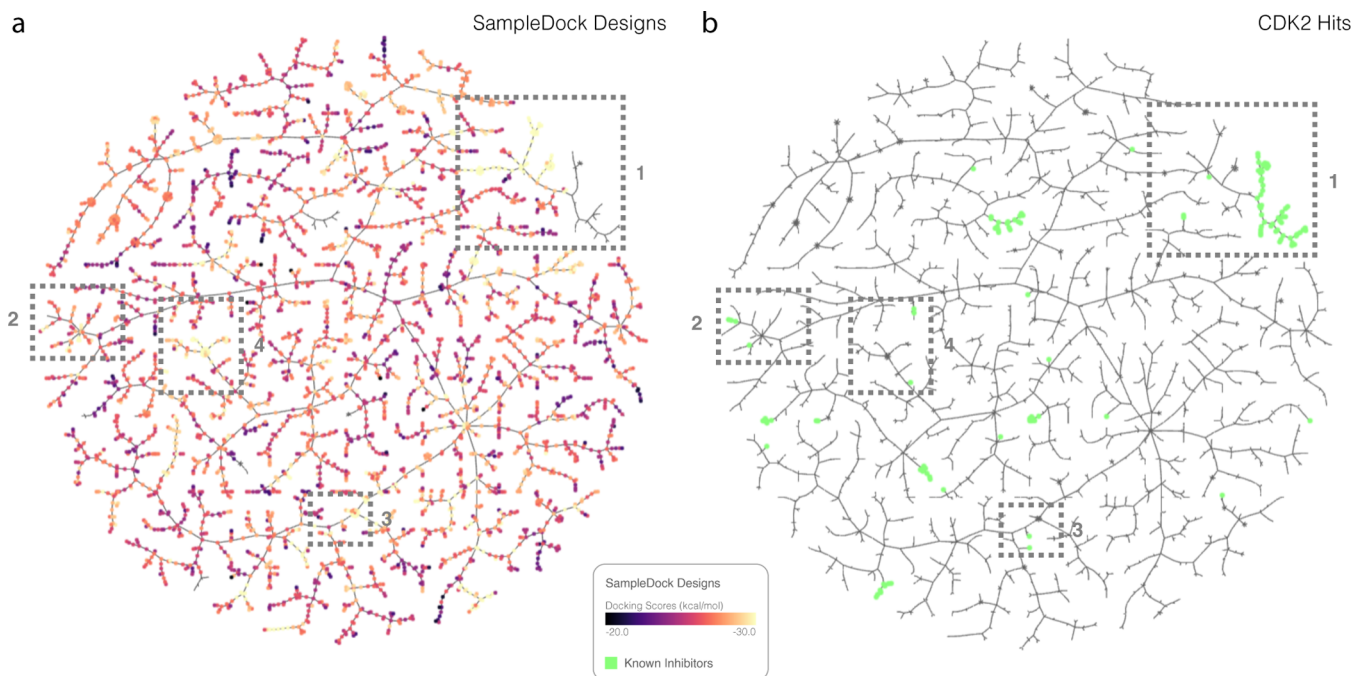 a
SampleDock Designs
b
CDK2 Hits
1
1
2
4
2
4
3
3
SampleDock Designs
Docking Scores (kcal/mol)
-20.0 -30.0
Known Inhibitors